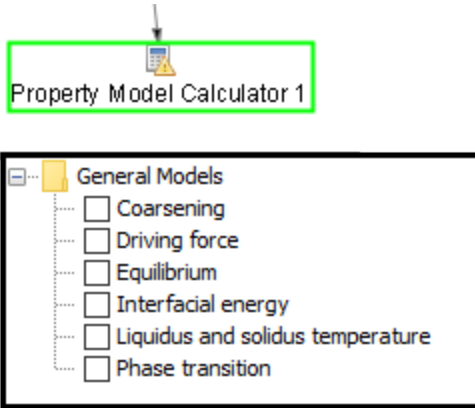 Property Model Calculator 1
General Models
Coarsening
Driving force
Equilibrium
Interfacial energy
Liquidus and solidus temperature
Phase transition